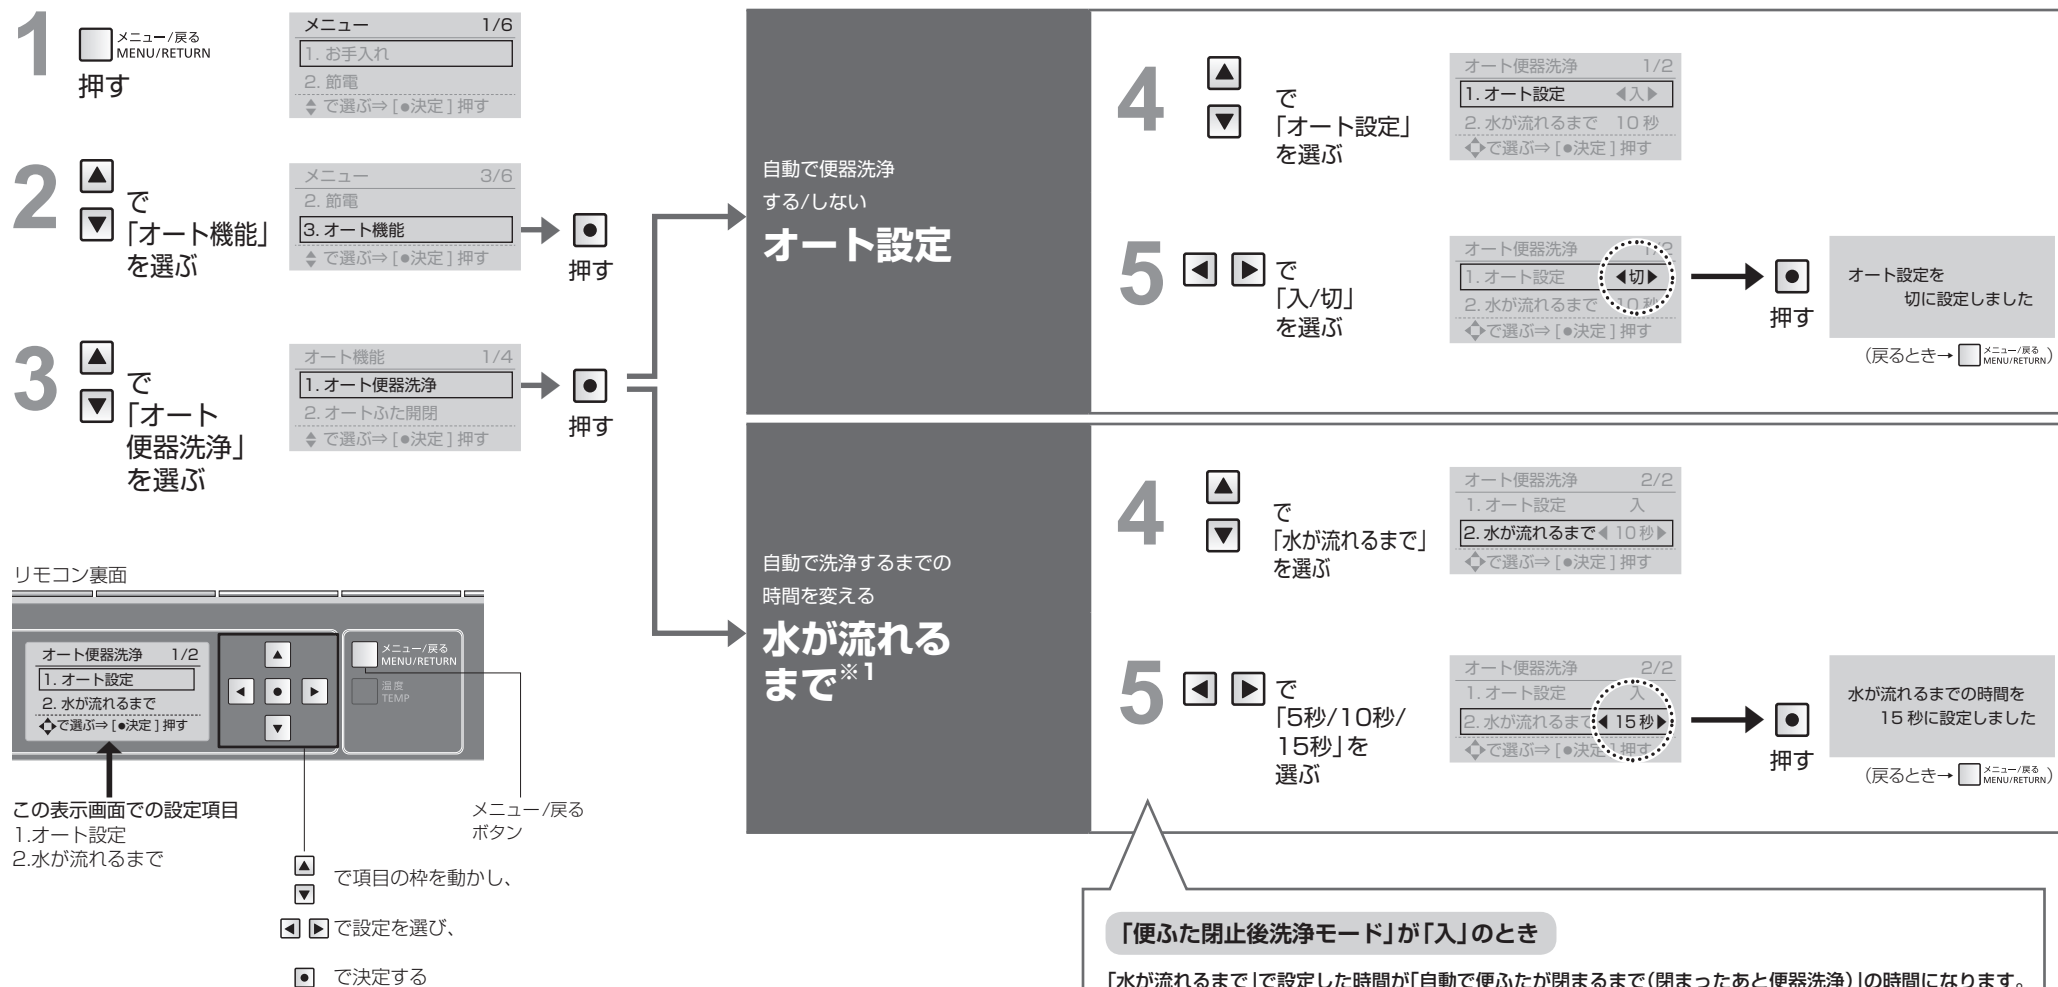 1
メニュー/戻る
MENU/RETURN
押す
メニュー 1/6
1. お手入れ
2. 節電
で選ぶ⇒[●決定]押す
2
▲
▼
で
「オート機能」
を選ぶ
メニュー 3/6
2. 節電
3. オート機能
で選ぶ⇒[●決定]押す
押す
3
▲
▼
で
「オート
便器洗浄」
を選ぶ
オート機能 1/4
1. オート便器洗浄
2. オートふた開閉
で選ぶ⇒[●決定]押す
押す
リモコン裏面
オート便器洗浄 1/2
1. オート設定
2. 水が流れるまで
で選ぶ⇒[●決定]押す
メニュー/戻る
MENU/RETURN
温度
TEMP
この表示画面での設定項目
1.オート設定
2.水が流れるまで
メニュー/戻る
ボタン
▲
▼
で項目の枠を動かし、
◀ ▶ で設定を選び、
● で決定する
自動で便器洗浄
する/しない
オート設定
4
▲
▼
で
「オート設定」
を選ぶ
オート便器洗浄 1/2
1. オート設定 ◀入▶
2. 水が流れるまで 10秒
で選ぶ⇒[●決定]押す
5
◀ ▶ で
「入/切」
を選ぶ
オート便器洗浄 1/2
1. オート設定 ◀切▶
2. 水が流れるまで 10秒
で選ぶ⇒[●決定]押す
押す
オート設定を
切に設定しました
(戻るとき→ メニュー/戻る MENU/RETURN)
自動で洗浄するまでの
時間を変える
水が流れる
まで※1
4
▲
▼
で
「水が流れるまで」
を選ぶ
オート便器洗浄 2/2
1. オート設定 入
2. 水が流れるまで◀10秒▶
で選ぶ⇒[●決定]押す
5
◀ ▶ で
「5秒/10秒/
15秒」を
選ぶ
オート便器洗浄 2/2
1. オート設定 入
2. 水が流れるまで◀15秒▶
で選ぶ⇒[●決定]押す
押す
水が流れるまでの時間を
15秒に設定しました
(戻るとき→ メニュー/戻る MENU/RETURN)
「便ふた閉止後洗浄モード」が「入」のとき
「水が流れるまで」で設定した時間が「自動で便ふたが閉まるまで(閉まったあと便器洗浄)」の時間になります。